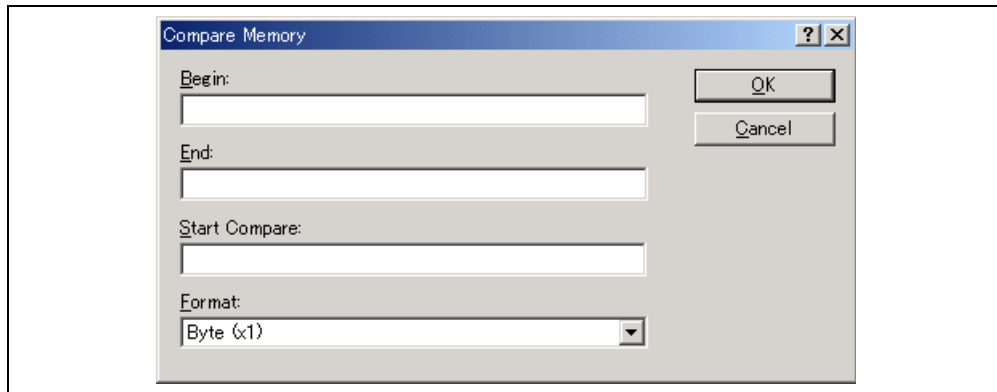 Compare Memory
Begin:
OK
Cancel
End:
Start Compare:
Format:
Byte (x1)